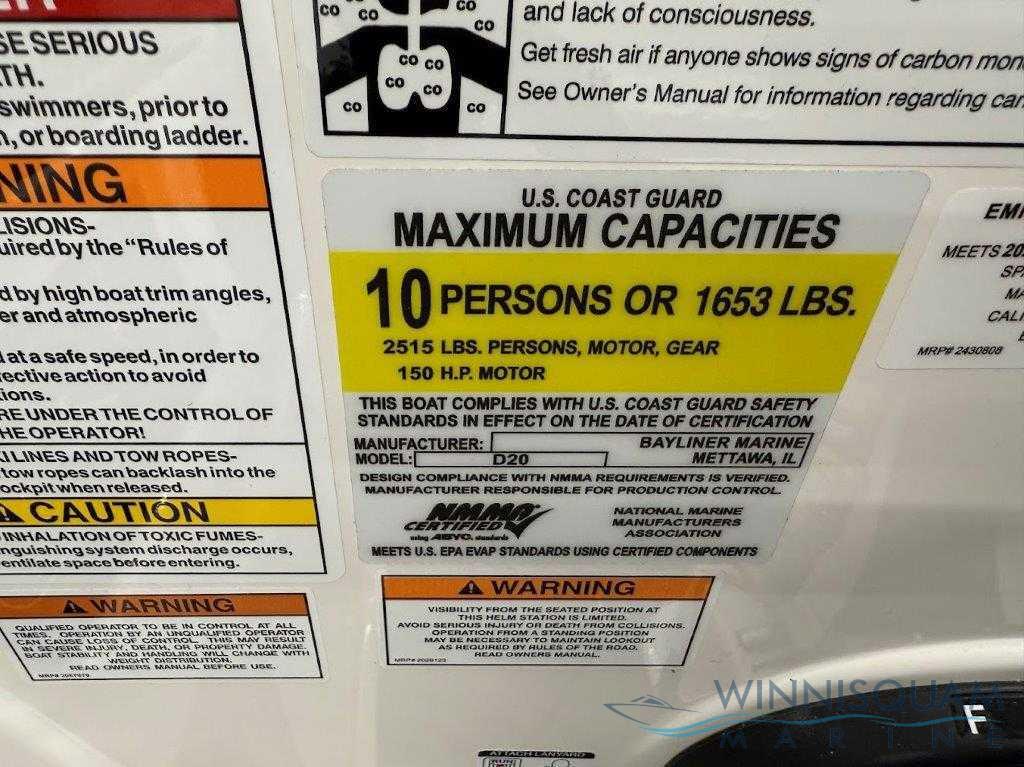 SE SERIOUS
TH.
swimmers, prior to
, or boarding ladder.
NING
LISIONS-
uired by the "Rules of
d by high boat trim angles,
er and atmospheric
d at a safe speed, in order to
ective action to avoid
ions.
RE UNDER THE CONTROL OF
HE OPERATOR!
LINES AND TOW ROPES-
tow ropes can backlash into the
ockpit when released.
CAUTION
INHALATION OF TOXIC FUMES-
nguishing system discharge occurs,
entilate space before entering.
WARNING
QUALIFIED OPERATOR TO BE IN CONTROL AT ALL
TIMES. OPERATION BY AN UNQUALIFIED OPERATOR
CAN CAUSE LOSS OF CONTROL. THIS MAY RESULT
IN SEVERE INJURY, DEATH, OR PROPERTY DAMAGE.
BOAT STABILITY AND HANDLING WILL CHANGE WITH
WEIGHT DISTRIBUTION.
READ OWNERS MANUAL BEFORE USE.
CO CO CO
CO CO
CO CO
CO CO
CO CO
and lack of consciousness.
Get fresh air if anyone shows signs of carbon mon
See Owner's Manual for information regarding car
U.S. COAST GUARD
MAXIMUM CAPACITIES
10 PERSONS OR 1653 LBS.
2515 LBS. PERSONS, MOTOR, GEAR
150 H.P. MOTOR
THIS BOAT COMPLIES WITH U.S. COAST GUARD SAFETY
STANDARDS IN EFFECT ON THE DATE OF CERTIFICATION
MANUFACTURER: BAYLINER MARINE
MODEL: D20 METTAWA, IL
DESIGN COMPLIANCE WITH NMMA REQUIREMENTS IS VERIFIED.
MANUFACTURER RESPONSIBLE FOR PRODUCTION CONTROL.
NMMA
CERTIFIED
using ABYC standards
NATIONAL MARINE
MANUFACTURERS
ASSOCIATION
MEETS U.S. EPA EVAP STANDARDS USING CERTIFIED COMPONENTS
WARNING
VISIBILITY FROM THE SEATED POSITION AT
THIS HELM STATION IS LIMITED.
AVOID SERIOUS INJURY OR DEATH FROM COLLISIONS.
OPERATION FROM A STANDING POSITION
MAY BE NECESSARY TO MAINTAIN LOOKOUT
AS REQUIRED BY RULES OF THE ROAD.
READ OWNERS MANUAL.
MRP# 2029123
EMI
MEETS 20
SP
MA
CALI
MRP# 2430808
ATTACH LANYARD
RUN
F
WINNISQUAM
MARINE